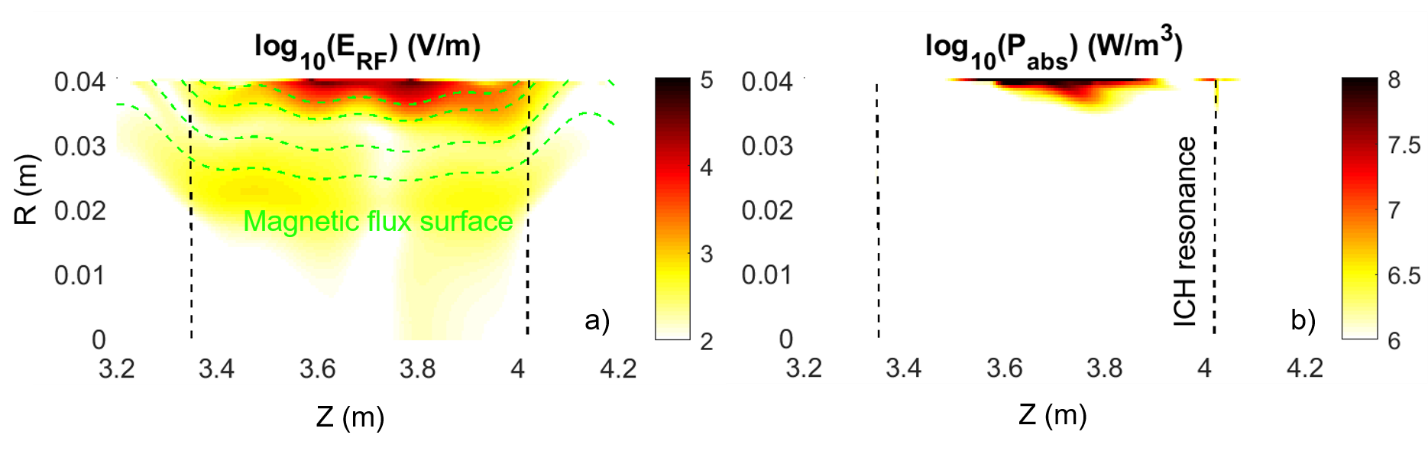 log10(ERF) (V/m)
0.04
0.03
0.02
0.01
0
R (m)
Magnetic flux surface
a)
3.2 3.4 3.6 3.8 4 4.2
Z (m)
5
4
3
2
log10(Pabs) (W/m3)
0.04
0.03
0.02
0.01
0
ICH resonance
b)
3.2 3.4 3.6 3.8 4 4.2
Z (m)
8
7.5
7
6.5
6